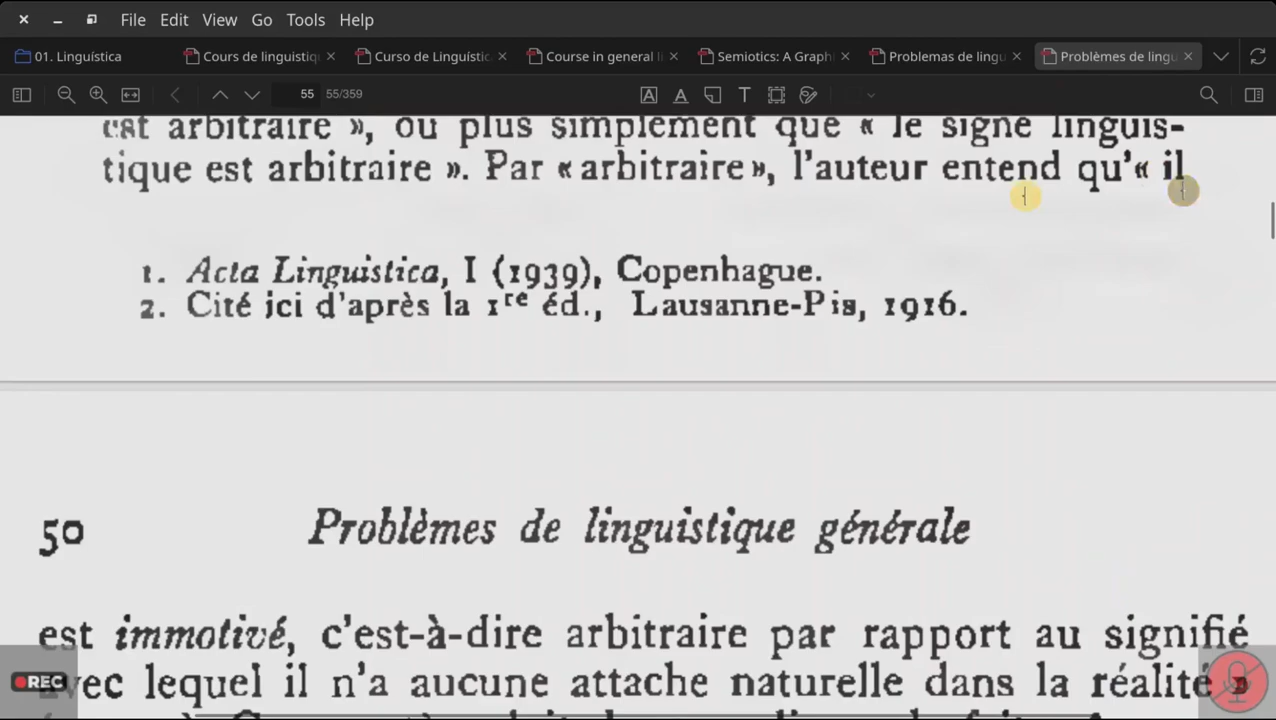 File Edit View Go Tools Help
01. Linguística Cours de linguistiq Curso de Linguístic Course in general li Semiotics: A Graphi Problemas de lingu Problèmes de lingu
55 55/359
est arbitraire », ou plus simplement que « le signe linguis-
tique est arbitraire ». Par « arbitraire », l'auteur entend qu'« il
1. Acta Linguistica, I (1939), Copenhague.
2. Cité ici d'après la 1re éd., Lausanne-Pis, 1916.
50 Problèmes de linguistique générale
est immotivé, c'est-à-dire arbitraire par rapport au signifié
REC
avec lequel il n'a aucune attache naturelle dans la réalité »